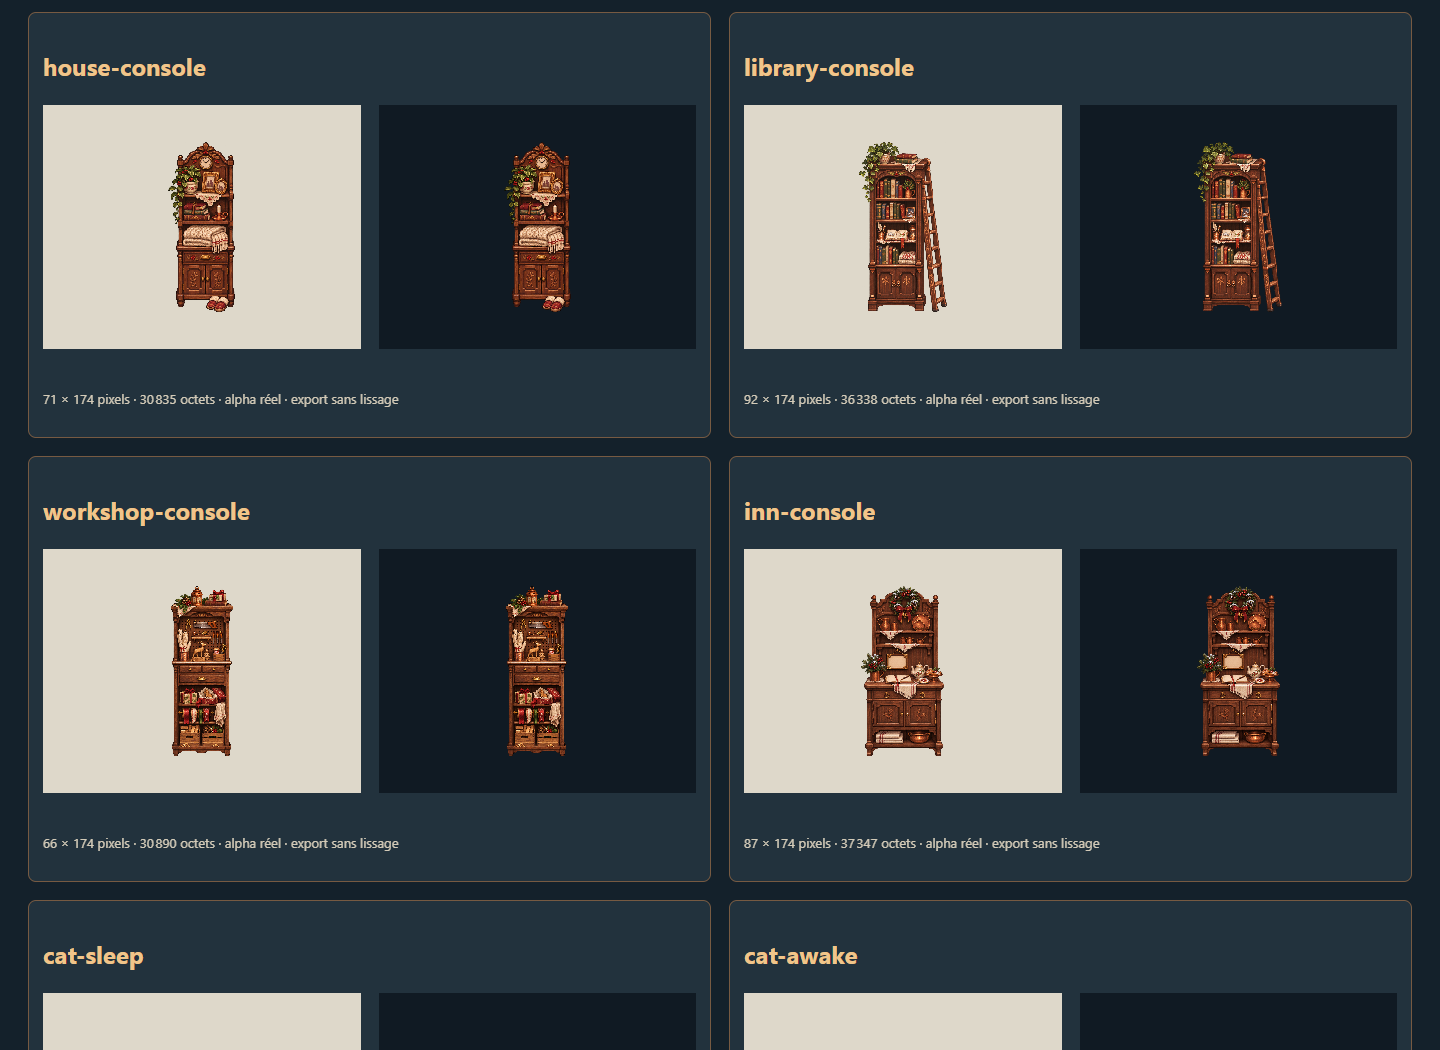 house-console
library-console
71 × 174 pixels · 30 835 octets · alpha réel · export sans lissage
92 × 174 pixels · 36 338 octets · alpha réel · export sans lissage
workshop-console
inn-console
66 × 174 pixels · 30 890 octets · alpha réel · export sans lissage
87 × 174 pixels · 37 347 octets · alpha réel · export sans lissage
cat-sleep
cat-awake